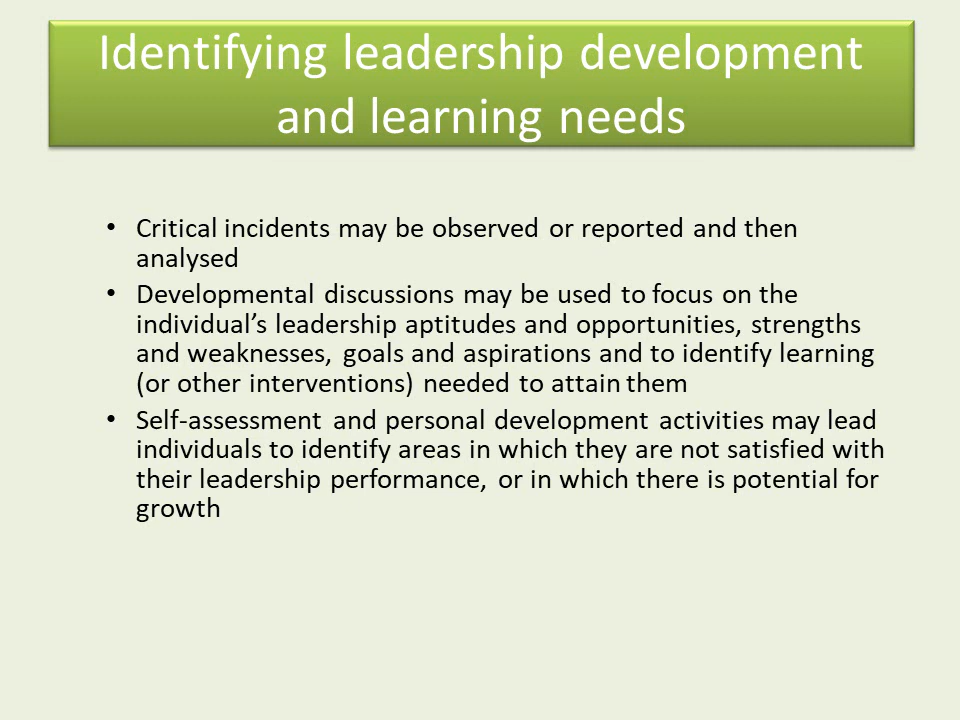 Identifying leadership development
and learning needs
• Critical incidents may be observed or reported and then
analysed
• Developmental discussions may be used to focus on the
individual’s leadership aptitudes and opportunities, strengths
and weaknesses, goals and aspirations and to identify learning
(or other interventions) needed to attain them
• Self-assessment and personal development activities may lead
individuals to identify areas in which they are not satisfied with
their leadership performance, or in which there is potential for
growth